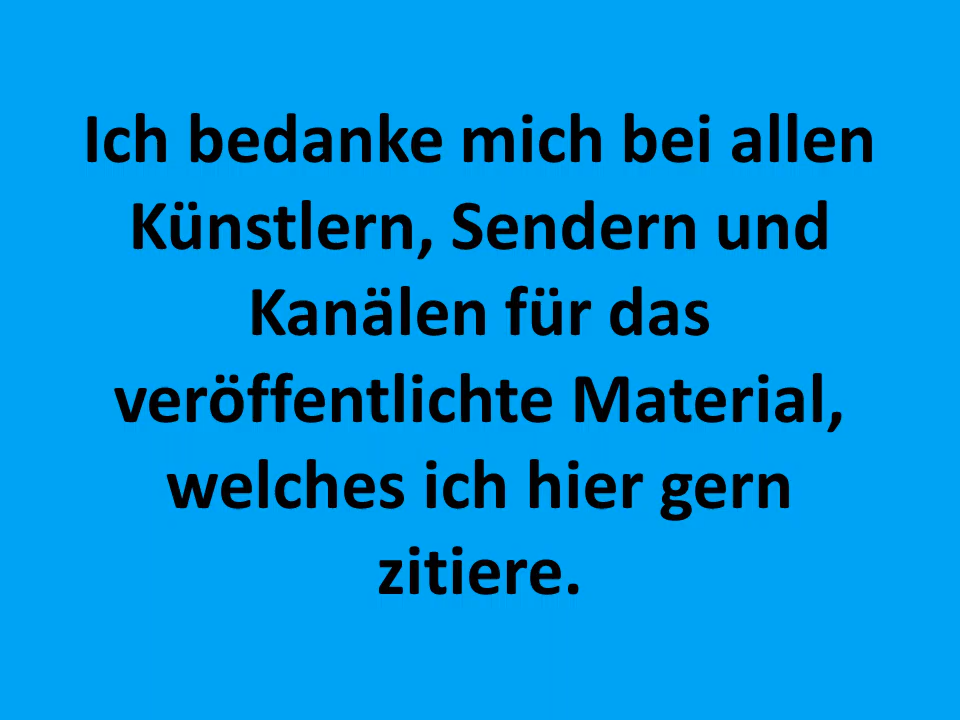 Ich bedanke mich bei allen
Künstlern, Sendern und
Kanälen für das
veröffentlichte Material,
welches ich hier gern
zitiere.